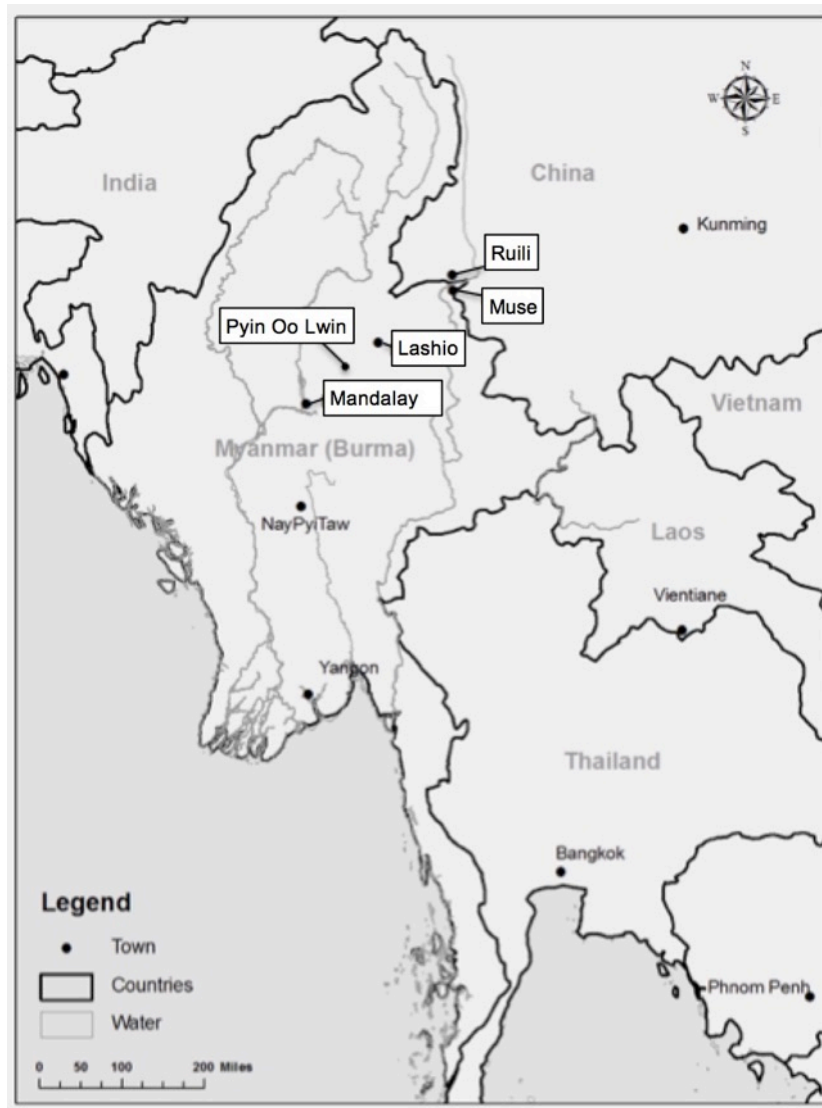 N
W E
S
India
China
Kunming
Ruili
Muse
Pyin Oo Lwin
Lashio
Vietnam
Mandalay
Myanmar (Burma)
NayPyiTaw
Laos
Vientiane
Yangon
Thailand
Bangkok
Legend
Town
Countries
Phnom Penh
Water
0 50 100 200 Miles